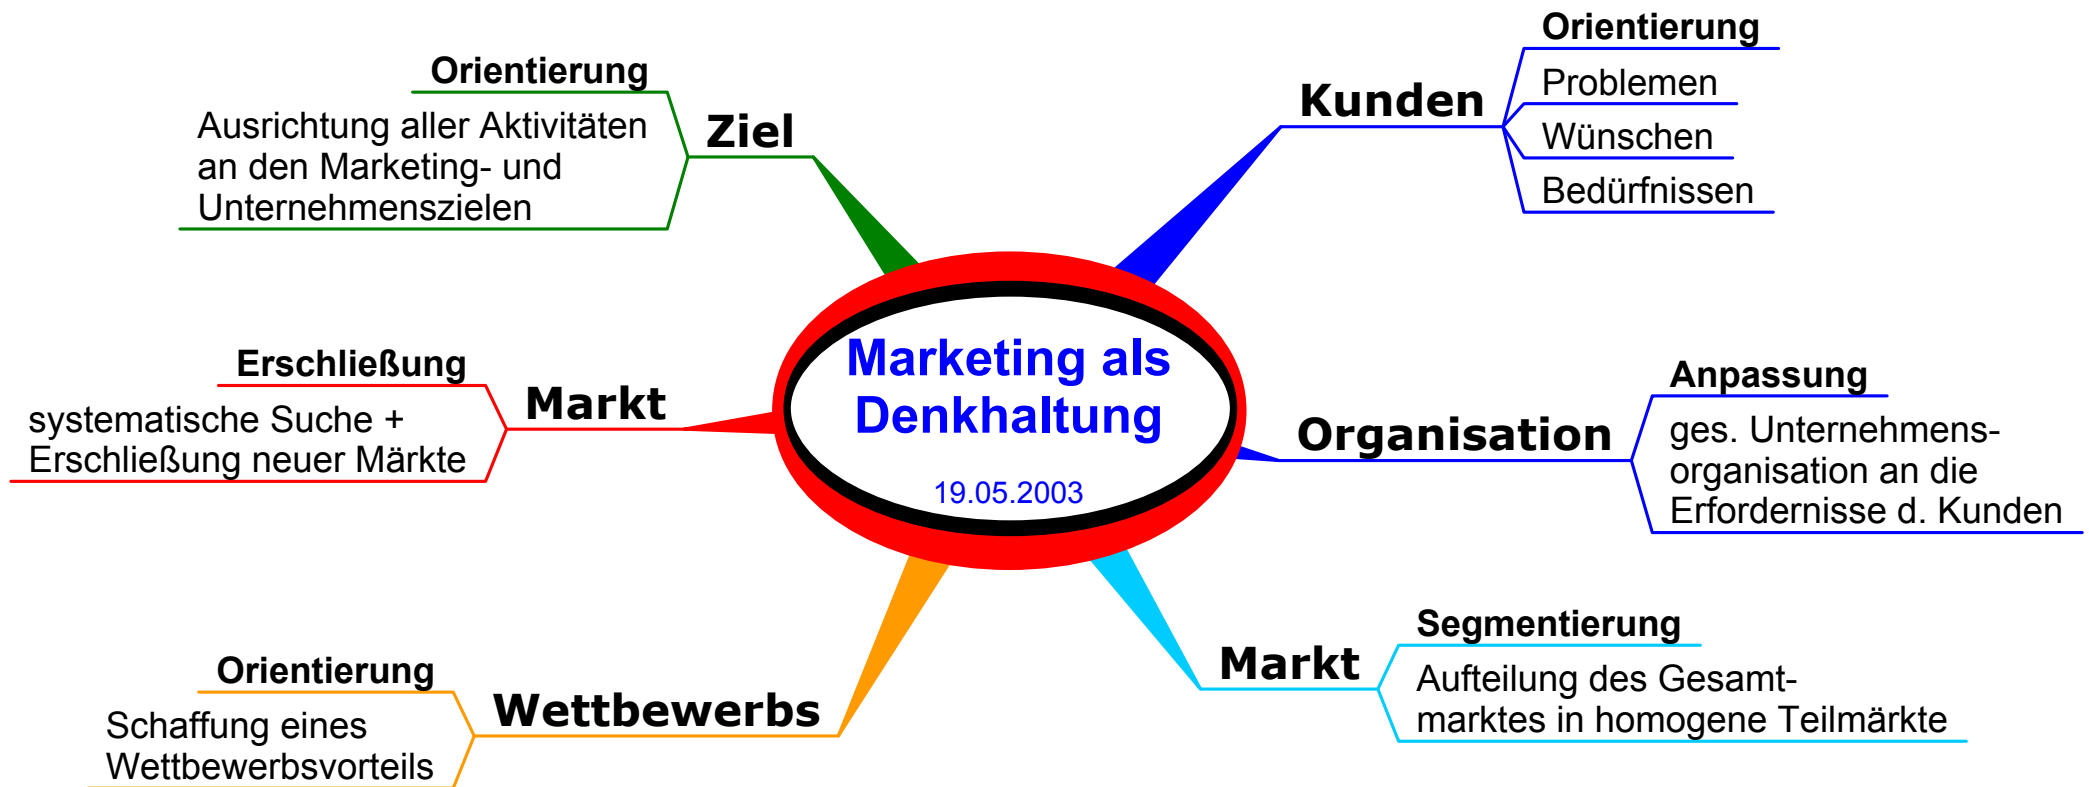 Marketing als
Denkhaltung
19.05.2003
Kunden
Orientierung
Problemen
Wünschen
Bedürfnissen
Organisation
Anpassung
ges. Unternehmens-
organisation an die
Erfordernisse d. Kunden
Markt
Segmentierung
Aufteilung des Gesamt-
marktes in homogene Teilmärkte
Wettbewerbs
Orientierung
Schaffung eines
Wettbewerbsvorteils
Markt
Erschließung
systematische Suche +
Erschließung neuer Märkte
Ziel
Orientierung
Ausrichtung aller Aktivitäten
an den Marketing- und
Unternehmenszielen